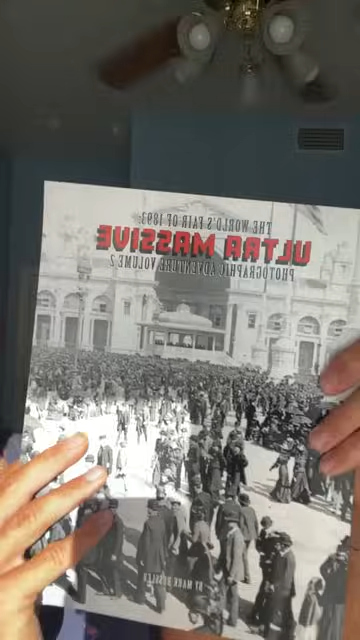 THE WORLD'S FAIR OF 1893:
ULTRA MASSIVE
PHOTOGRAPHIC ADVENTURE VOLUME 2
BY MARK BUSSLER